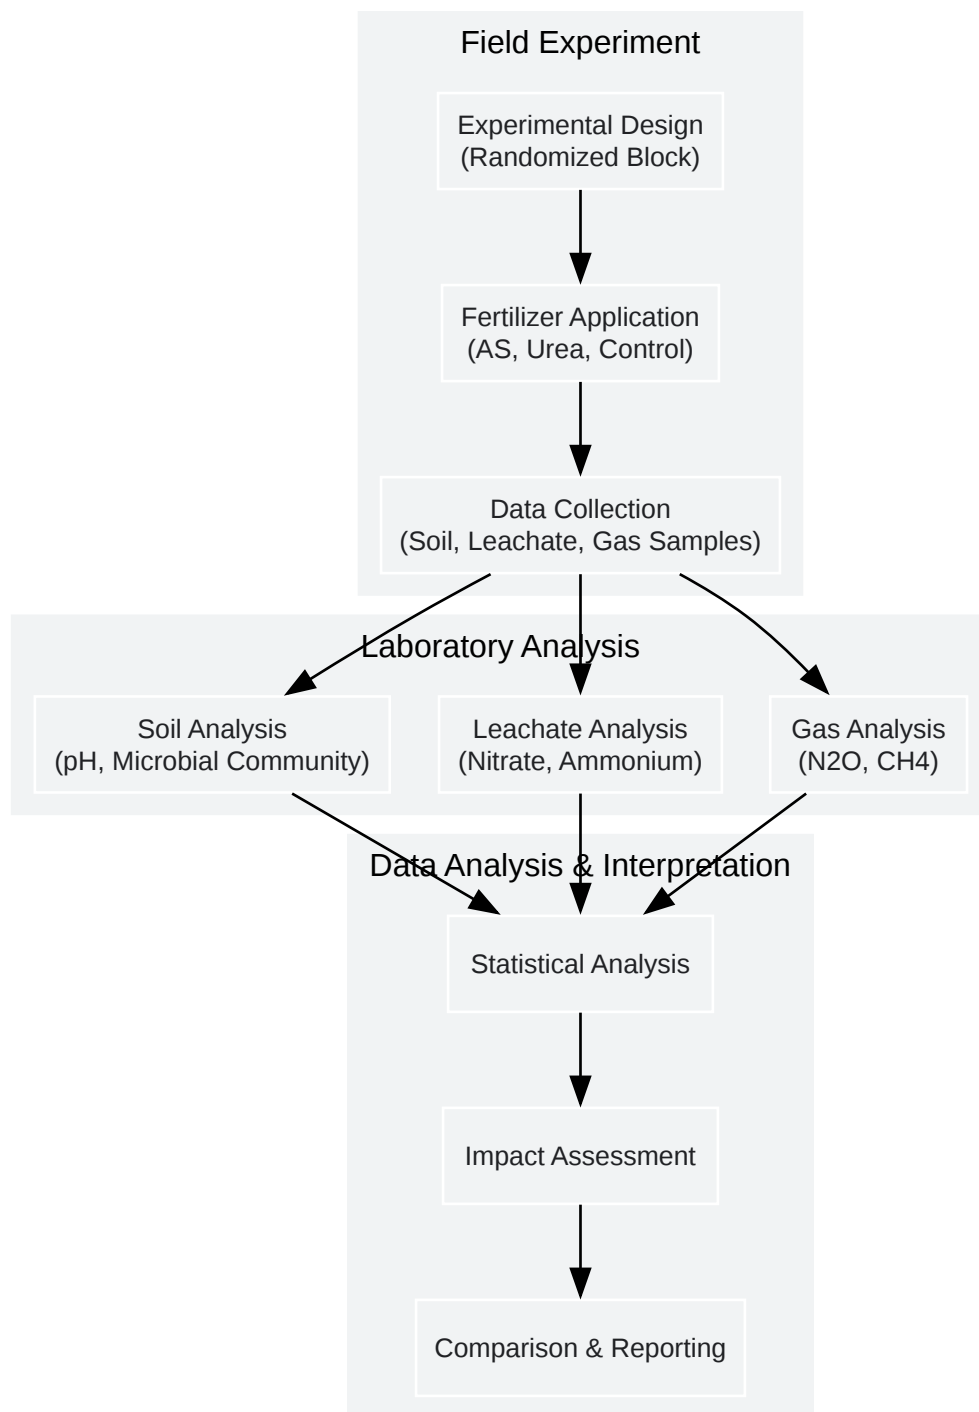 Field Experiment
Experimental Design
(Randomized Block)
Fertilizer Application
(AS, Urea, Control)
Data Collection
(Soil, Leachate, Gas Samples)
Laboratory Analysis
Soil Analysis
(pH, Microbial Community)
Leachate Analysis
(Nitrate, Ammonium)
Gas Analysis
(N2O, CH4)
Data Analysis & Interpretation
Statistical Analysis
Impact Assessment
Comparison & Reporting